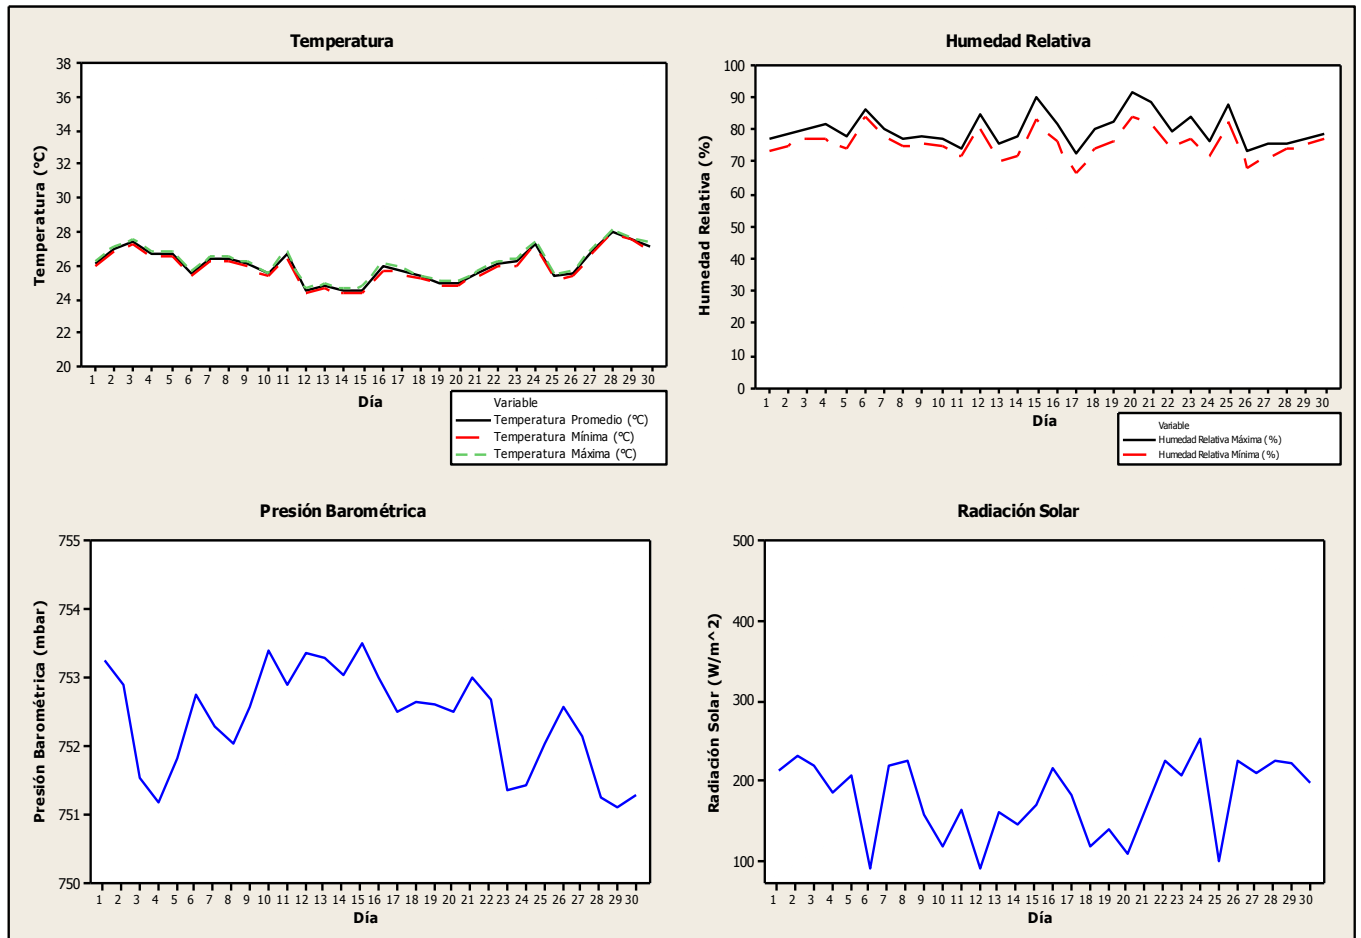 Temperatura
38
36
34
32
30
28
26
24
22
20
Temperatura (°C)
1 2 3 4 5 6 7 8 9 10 11 12 13 14 15 16 17 18 19 20 21 22 23 24 25 26 27 28 29 30
Día
Variable
Temperatura Promedio (°C)
Temperatura Mínima (°C)
Temperatura Máxima (°C)
Humedad Relativa
100
90
80
70
60
50
40
30
20
10
0
Humedad Relativa (%)
1 2 3 4 5 6 7 8 9 10 11 12 13 14 15 16 17 18 19 20 21 22 23 24 25 26 27 28 29 30
Día
Variable
Humedad Relativa Máxima (%)
Humedad Relativa Mínima (%)
Presión Barométrica
755
754
753
752
751
750
Presión Barométrica (mbar)
1 2 3 4 5 6 7 8 9 10 11 12 13 14 15 16 17 18 19 20 21 22 23 24 25 26 27 28 29 30
Día
Radiación Solar
500
400
300
200
100
Radiación Solar (W/m^2)
1 2 3 4 5 6 7 8 9 10 11 12 13 14 15 16 17 18 19 20 21 22 23 24 25 26 27 28 29 30
Día